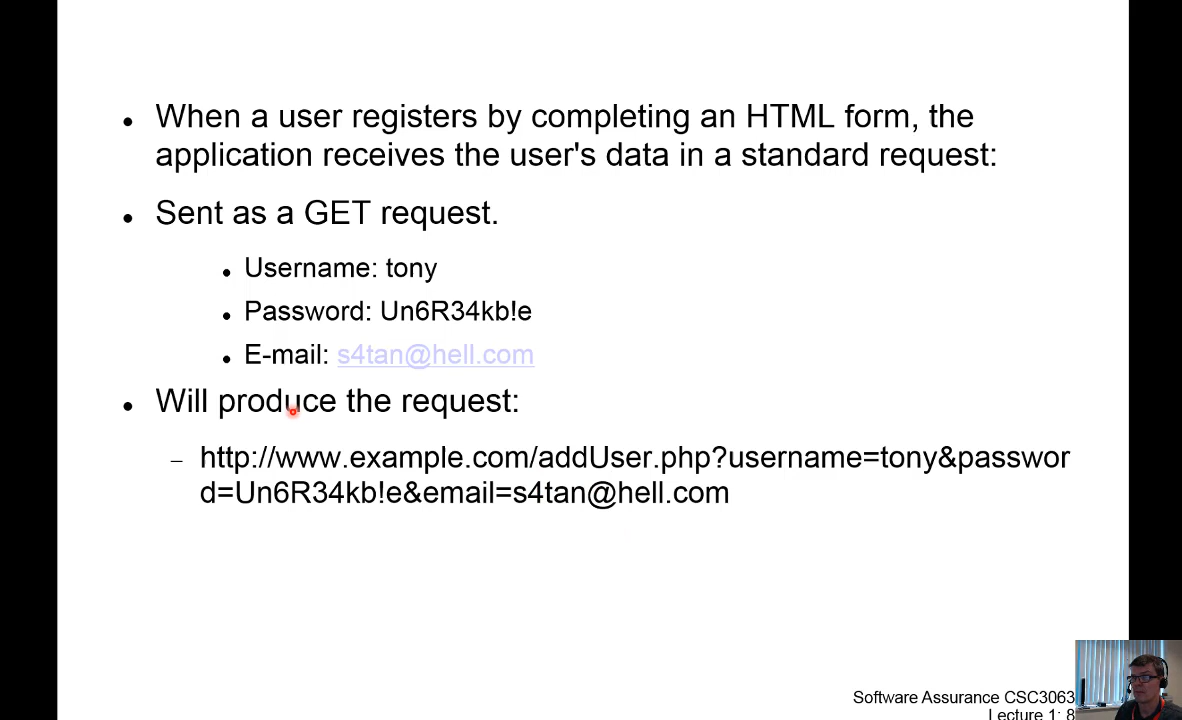 When a user registers by completing an HTML form, the
application receives the user's data in a standard request:
Sent as a GET request.
Username: tony
Password: Un6R34kb!e
E-mail: s4tan@hell.com
Will produce the request:
http://www.example.com/addUser.php?username=tony&passwor
d=Un6R34kb!e&email=s4tan@hell.com
Software Assurance CSC3063
Lecture 1: 8